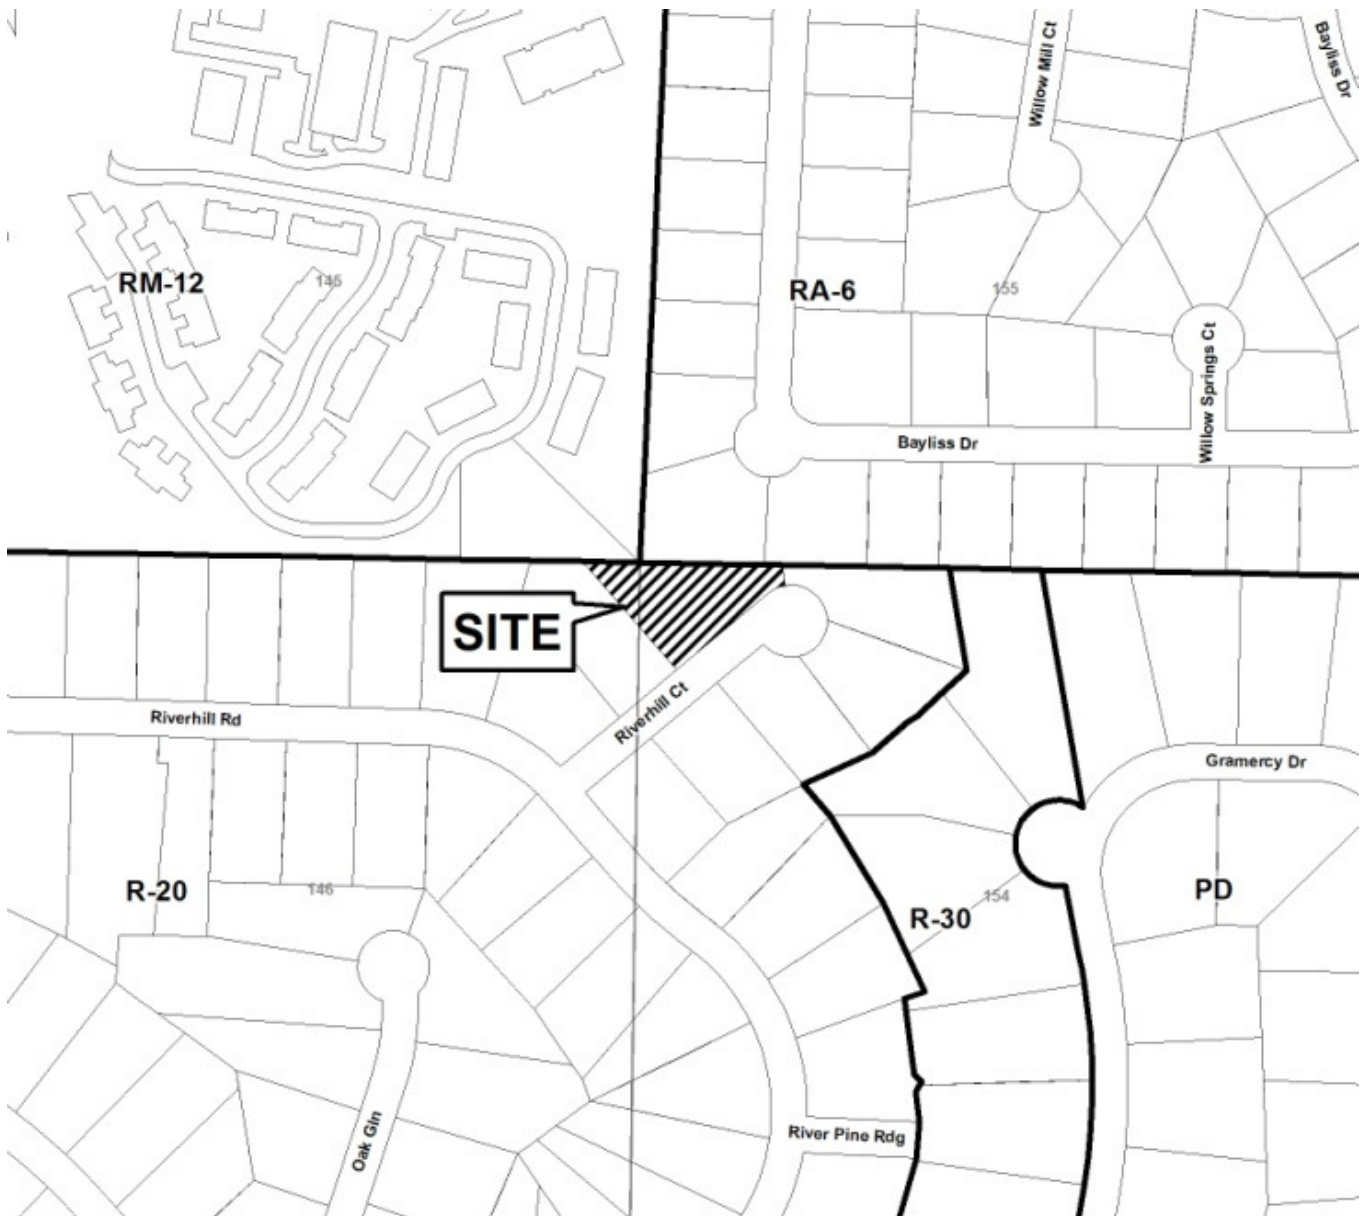 Willow Mill Ct
Bayliss Dr
RM-12
145
RA-6
155
Willow Springs Ct
Bayliss Dr
SITE
Riverhill Ct
Riverhill Rd
Gramercy Dr
R-20
146
R-30
154
PD
Oak Gln
River Pine Rdg